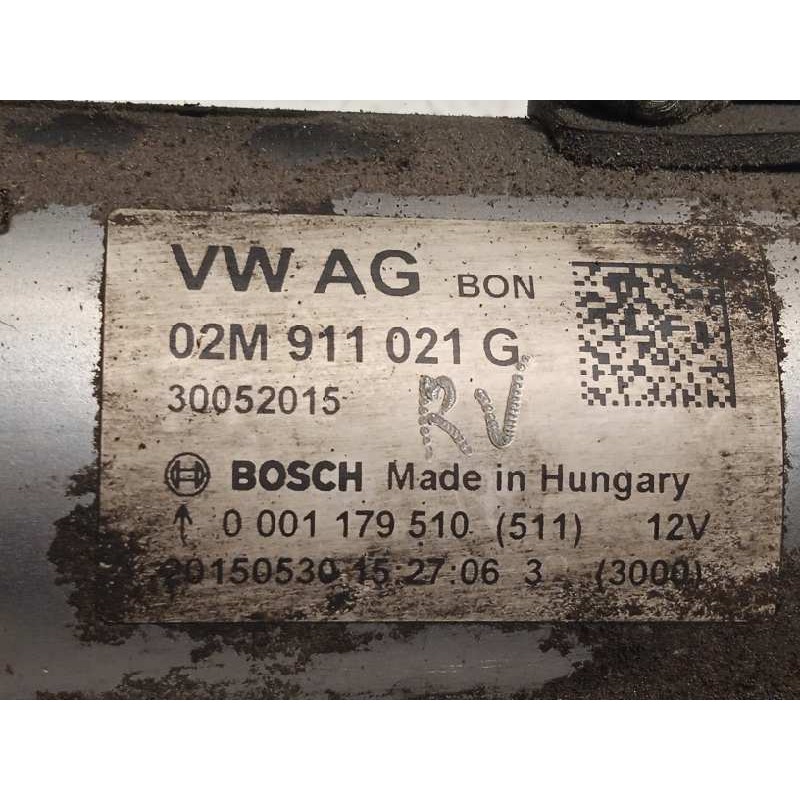 VW AG BON
02M 911 021 G
30052015
RV
BOSCH Made in Hungary
↑ 0 001 179 510 (511) 12V
20150530 15:27:06 3 (3000)